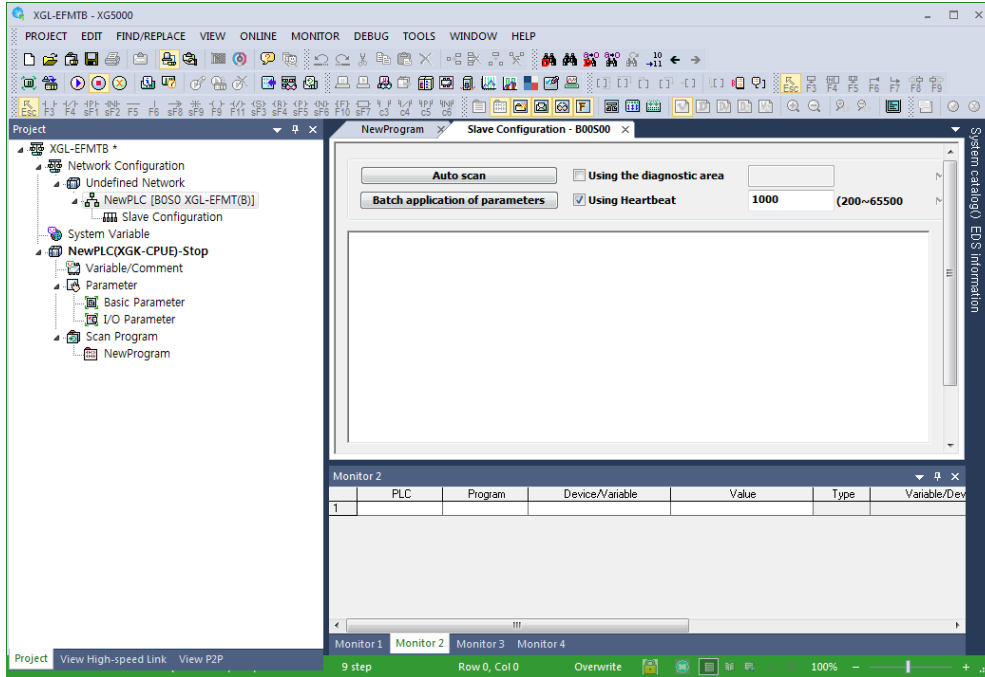 XGL-EFMTB - XG5000
PROJECT EDIT FIND/REPLACE VIEW ONLINE MONITOR DEBUG TOOLS WINDOW HELP
Project
XGL-EFMTB *
Network Configuration
Undefined Network
NewPLC [B0S0 XGL-EFMT(B)]
Slave Configuration
System Variable
NewPLC(XGK-CPUE)-Stop
Variable/Comment
Parameter
Basic Parameter
I/O Parameter
Scan Program
NewProgram
Project View High-speed Link View P2P
NewProgram Slave Configuration - B00S00
Auto scan Using the diagnostic area
Batch application of parameters Using Heartbeat 1000 (200~65500
Monitor 2
PLC Program Device/Variable Value Type Variable/Dev
1
Monitor 1 Monitor 2 Monitor 3 Monitor 4
9 step Row 0, Col 0 Overwrite 100%
System catalog() EDS information